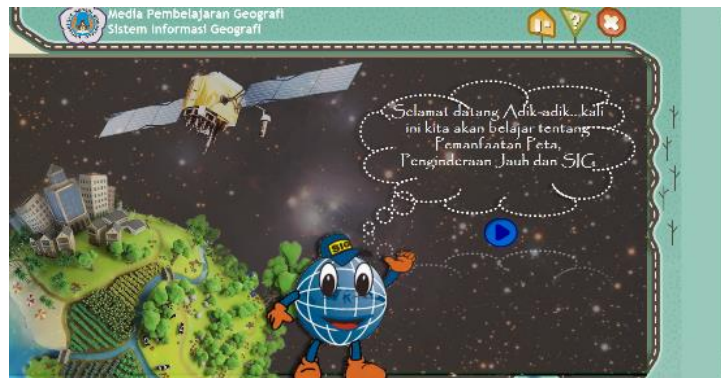 Media Pembelajaran Geografi
Sistem Informasi Geografi
?
Selamat datang Adik-adik...kali
ini kita akan belajar tentang
Pemanfaatan Peta,
Penginderaan Jauh dan SIG
SIG